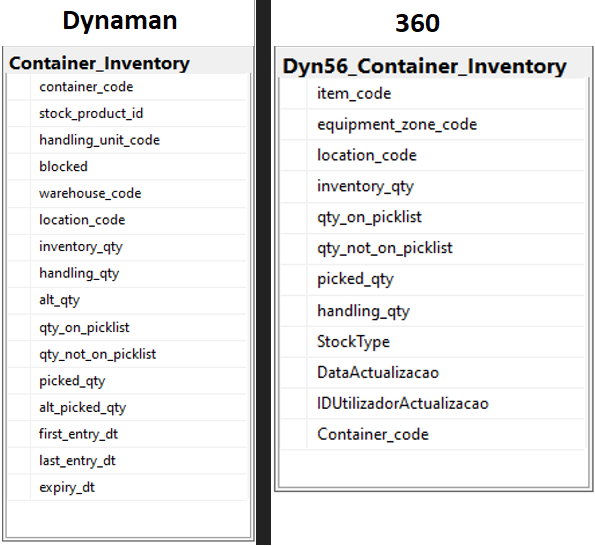 Dynaman
Container_Inventory
container_code
stock_product_id
handling_unit_code
blocked
warehouse_code
location_code
inventory_qty
handling_qty
alt_qty
qty_on_picklist
qty_not_on_picklist
picked_qty
alt_picked_qty
first_entry_dt
last_entry_dt
expiry_dt
360
Dyn56_Container_Inventory
item_code
equipment_zone_code
location_code
inventory_qty
qty_on_picklist
qty_not_on_picklist
picked_qty
handling_qty
StockType
DataActualizacao
IDUtilizadorActualizacao
Container_code